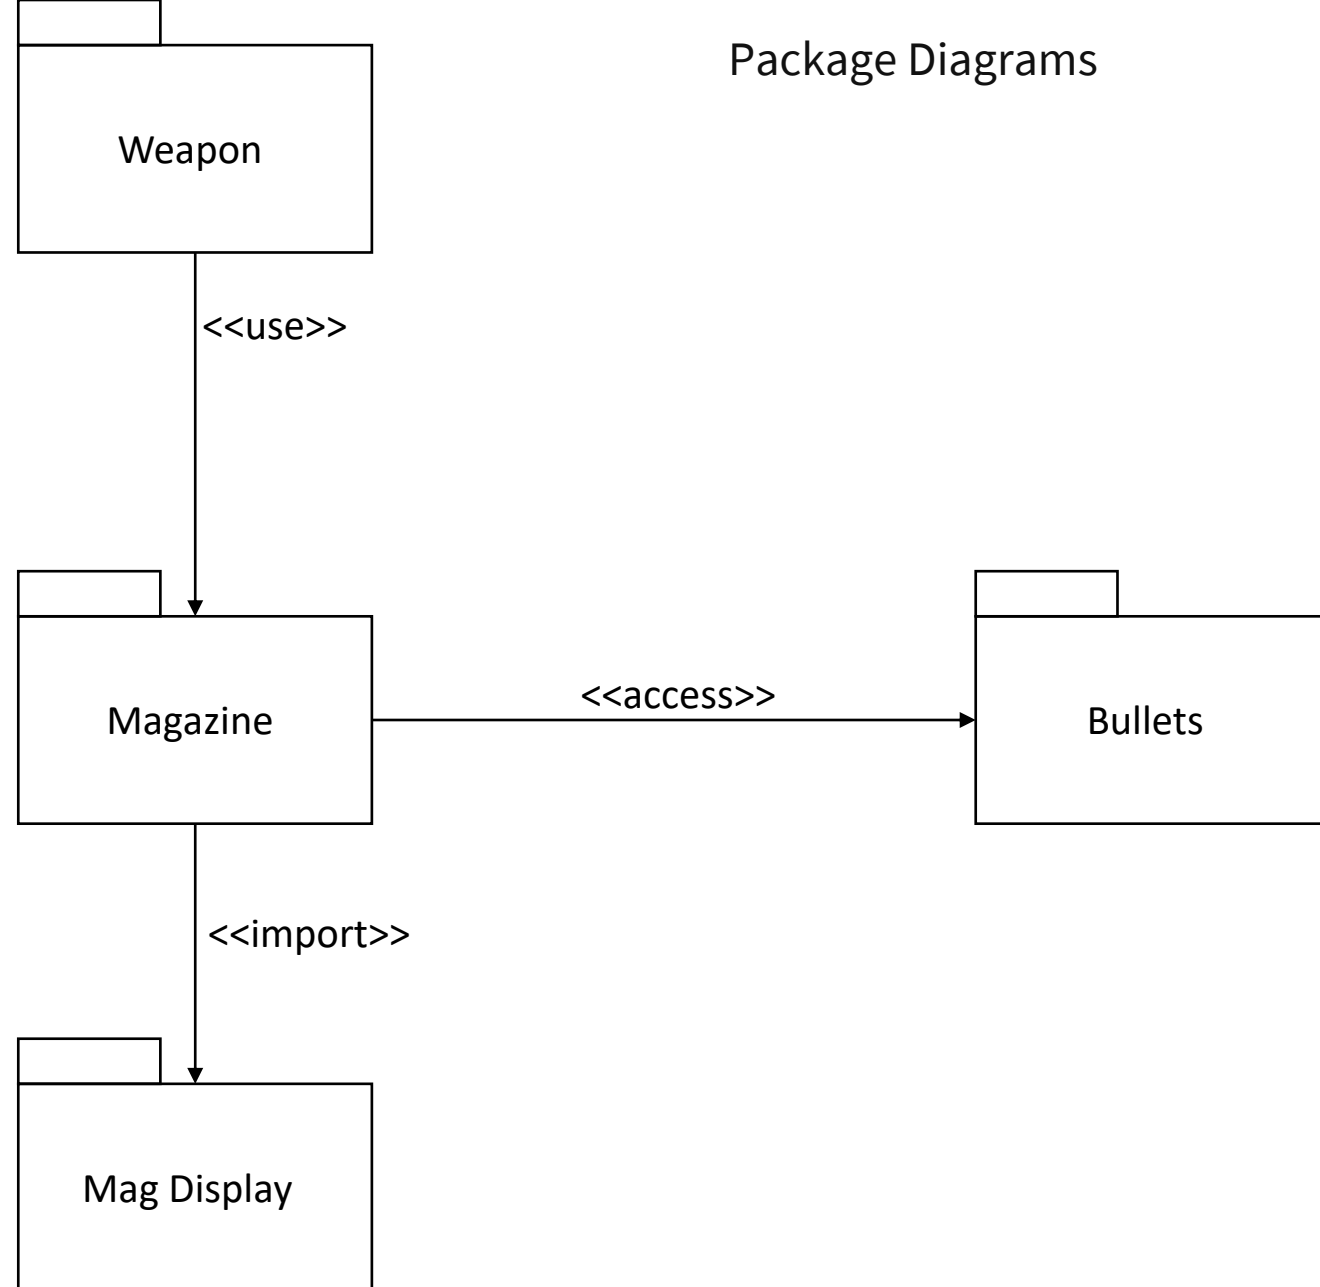 Package Diagrams
Weapon
<<use>>
Magazine
<<access>>
Bullets
<<import>>
Mag Display